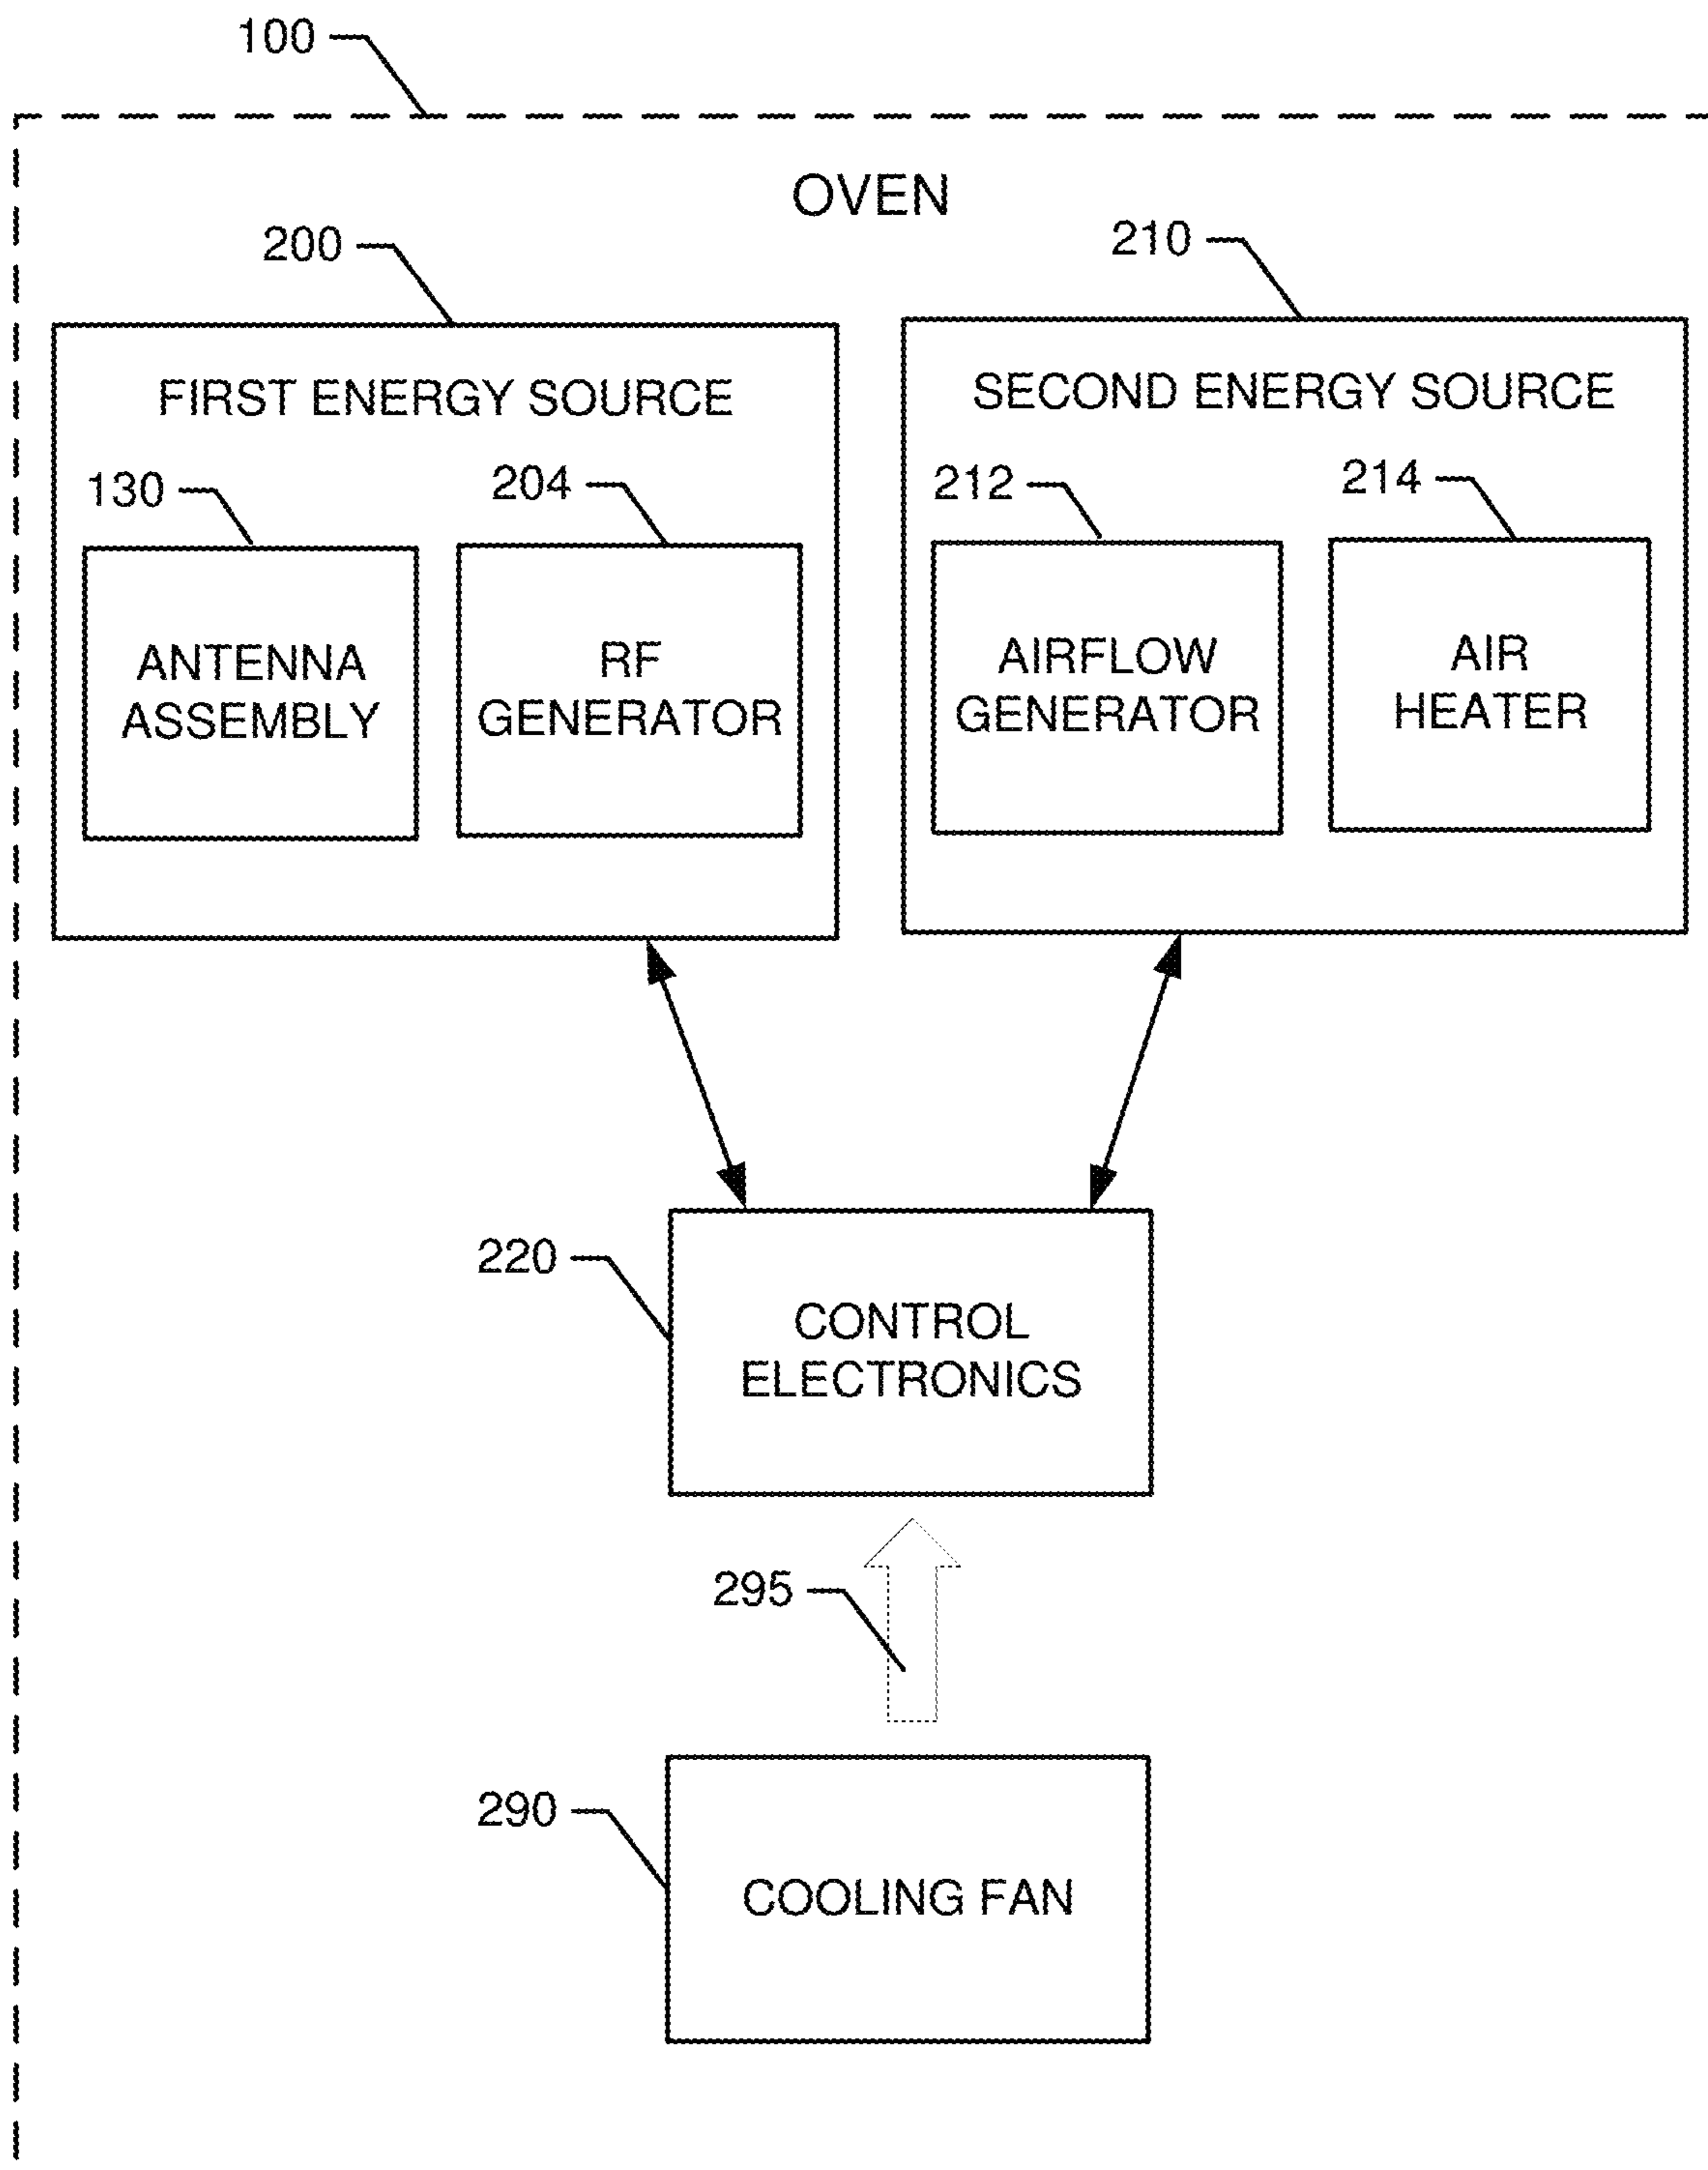 100
OVEN
200
210
FIRST ENERGY SOURCE
SECOND ENERGY SOURCE
130
204
212
214
ANTENNA
ASSEMBLY
RF
GENERATOR
AIRFLOW
GENERATOR
AIR
HEATER
220
CONTROL
ELECTRONICS
295
290
COOLING FAN